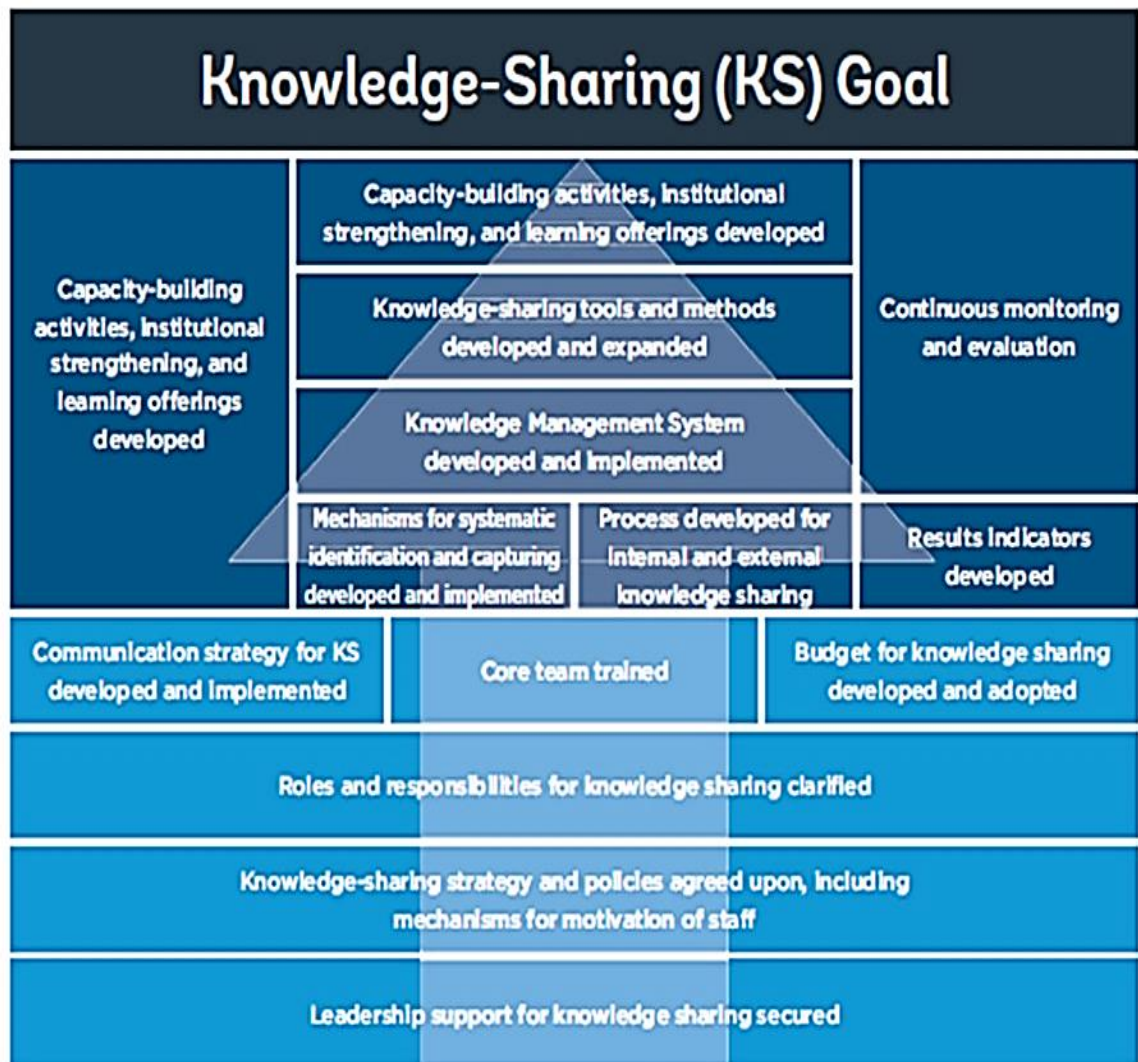 Knowledge-Sharing (KS) Goal
Capacity-building
activities, institutional
strengthening, and
learning offerings
developed
Capacity-building activities, institutional
strengthening, and learning offerings developed
Knowledge-sharing tools and methods
developed and expanded
Knowledge Management System
developed and implemented
Continuous monitoring
and evaluation
Mechanisms for systematic
identification and capturing
developed and implemented
Process developed for
internal and external
knowledge sharing
Results indicators
developed
Communication strategy for KS
developed and implemented
Core team trained
Budget for knowledge sharing
developed and adopted
Roles and responsibilities for knowledge sharing clarified
Knowledge-sharing strategy and policies agreed upon, including
mechanisms for motivation of staff
Leadership support for knowledge sharing secured